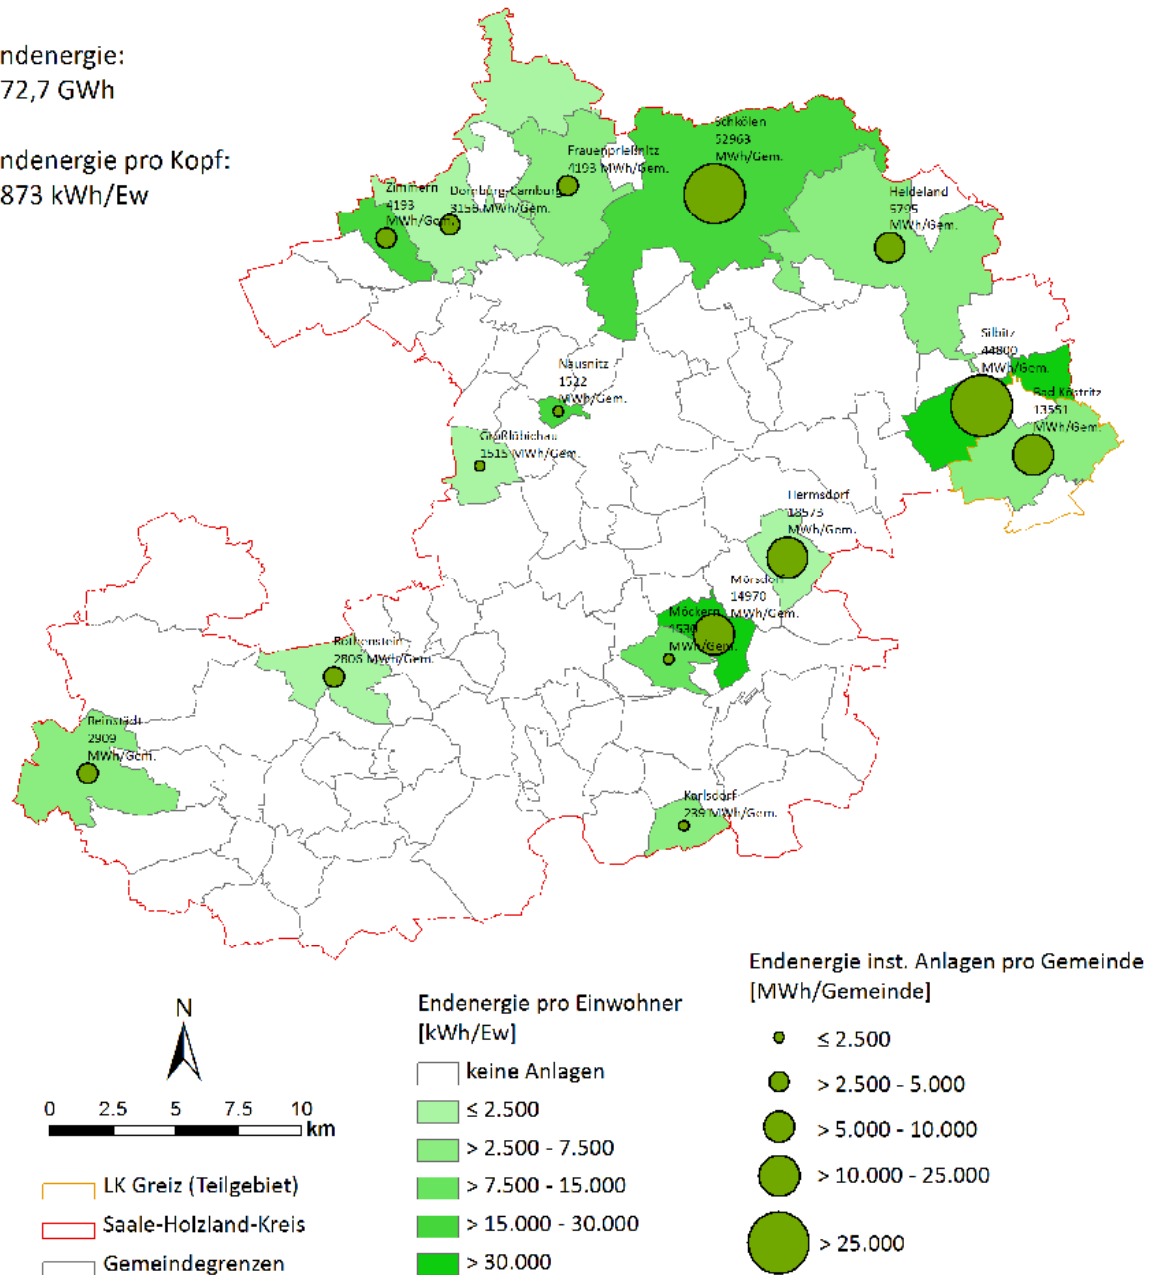 ndenergie:
72,7 GWh
ndenergie pro Kopf:
873 kWh/Ew
Schkölen
52963
MWh/Gem.
Frauenprießnitz
4193 MWh/Gem.
Zimmern
4193
MWh/Gem.
Dornburg-Camburg
MWh/Gem.
Heideland
5795
MWh/Gem.
Silbitz
44800
MWh/Gem.
Bad Köstritz
13551
MWh/Gem.
Nausnitz
1522
MWh/Gem.
Großlöbichau
1515 MWh/Gem.
Hermsdorf
18573
MWh/Gem.
Mörsdorf
14970
MWh/Gem.
Möckern
MWh/Gem.
Rothenstein
2806 MWh/Gem.
Reinstädt
2909
MWh/Gem.
Karlsdorf
239 MWh/Gem.
N
0 2.5 5 7.5 10
km
LK Greiz (Teilgebiet)
Saale-Holzland-Kreis
Gemeindegrenzen
Endenergie pro Einwohner
[kWh/Ew]
keine Anlagen
≤ 2.500
> 2.500 - 7.500
> 7.500 - 15.000
> 15.000 - 30.000
> 30.000
Endenergie inst. Anlagen pro Gemeinde
[MWh/Gemeinde]
≤ 2.500
> 2.500 - 5.000
> 5.000 - 10.000
> 10.000 - 25.000
> 25.000